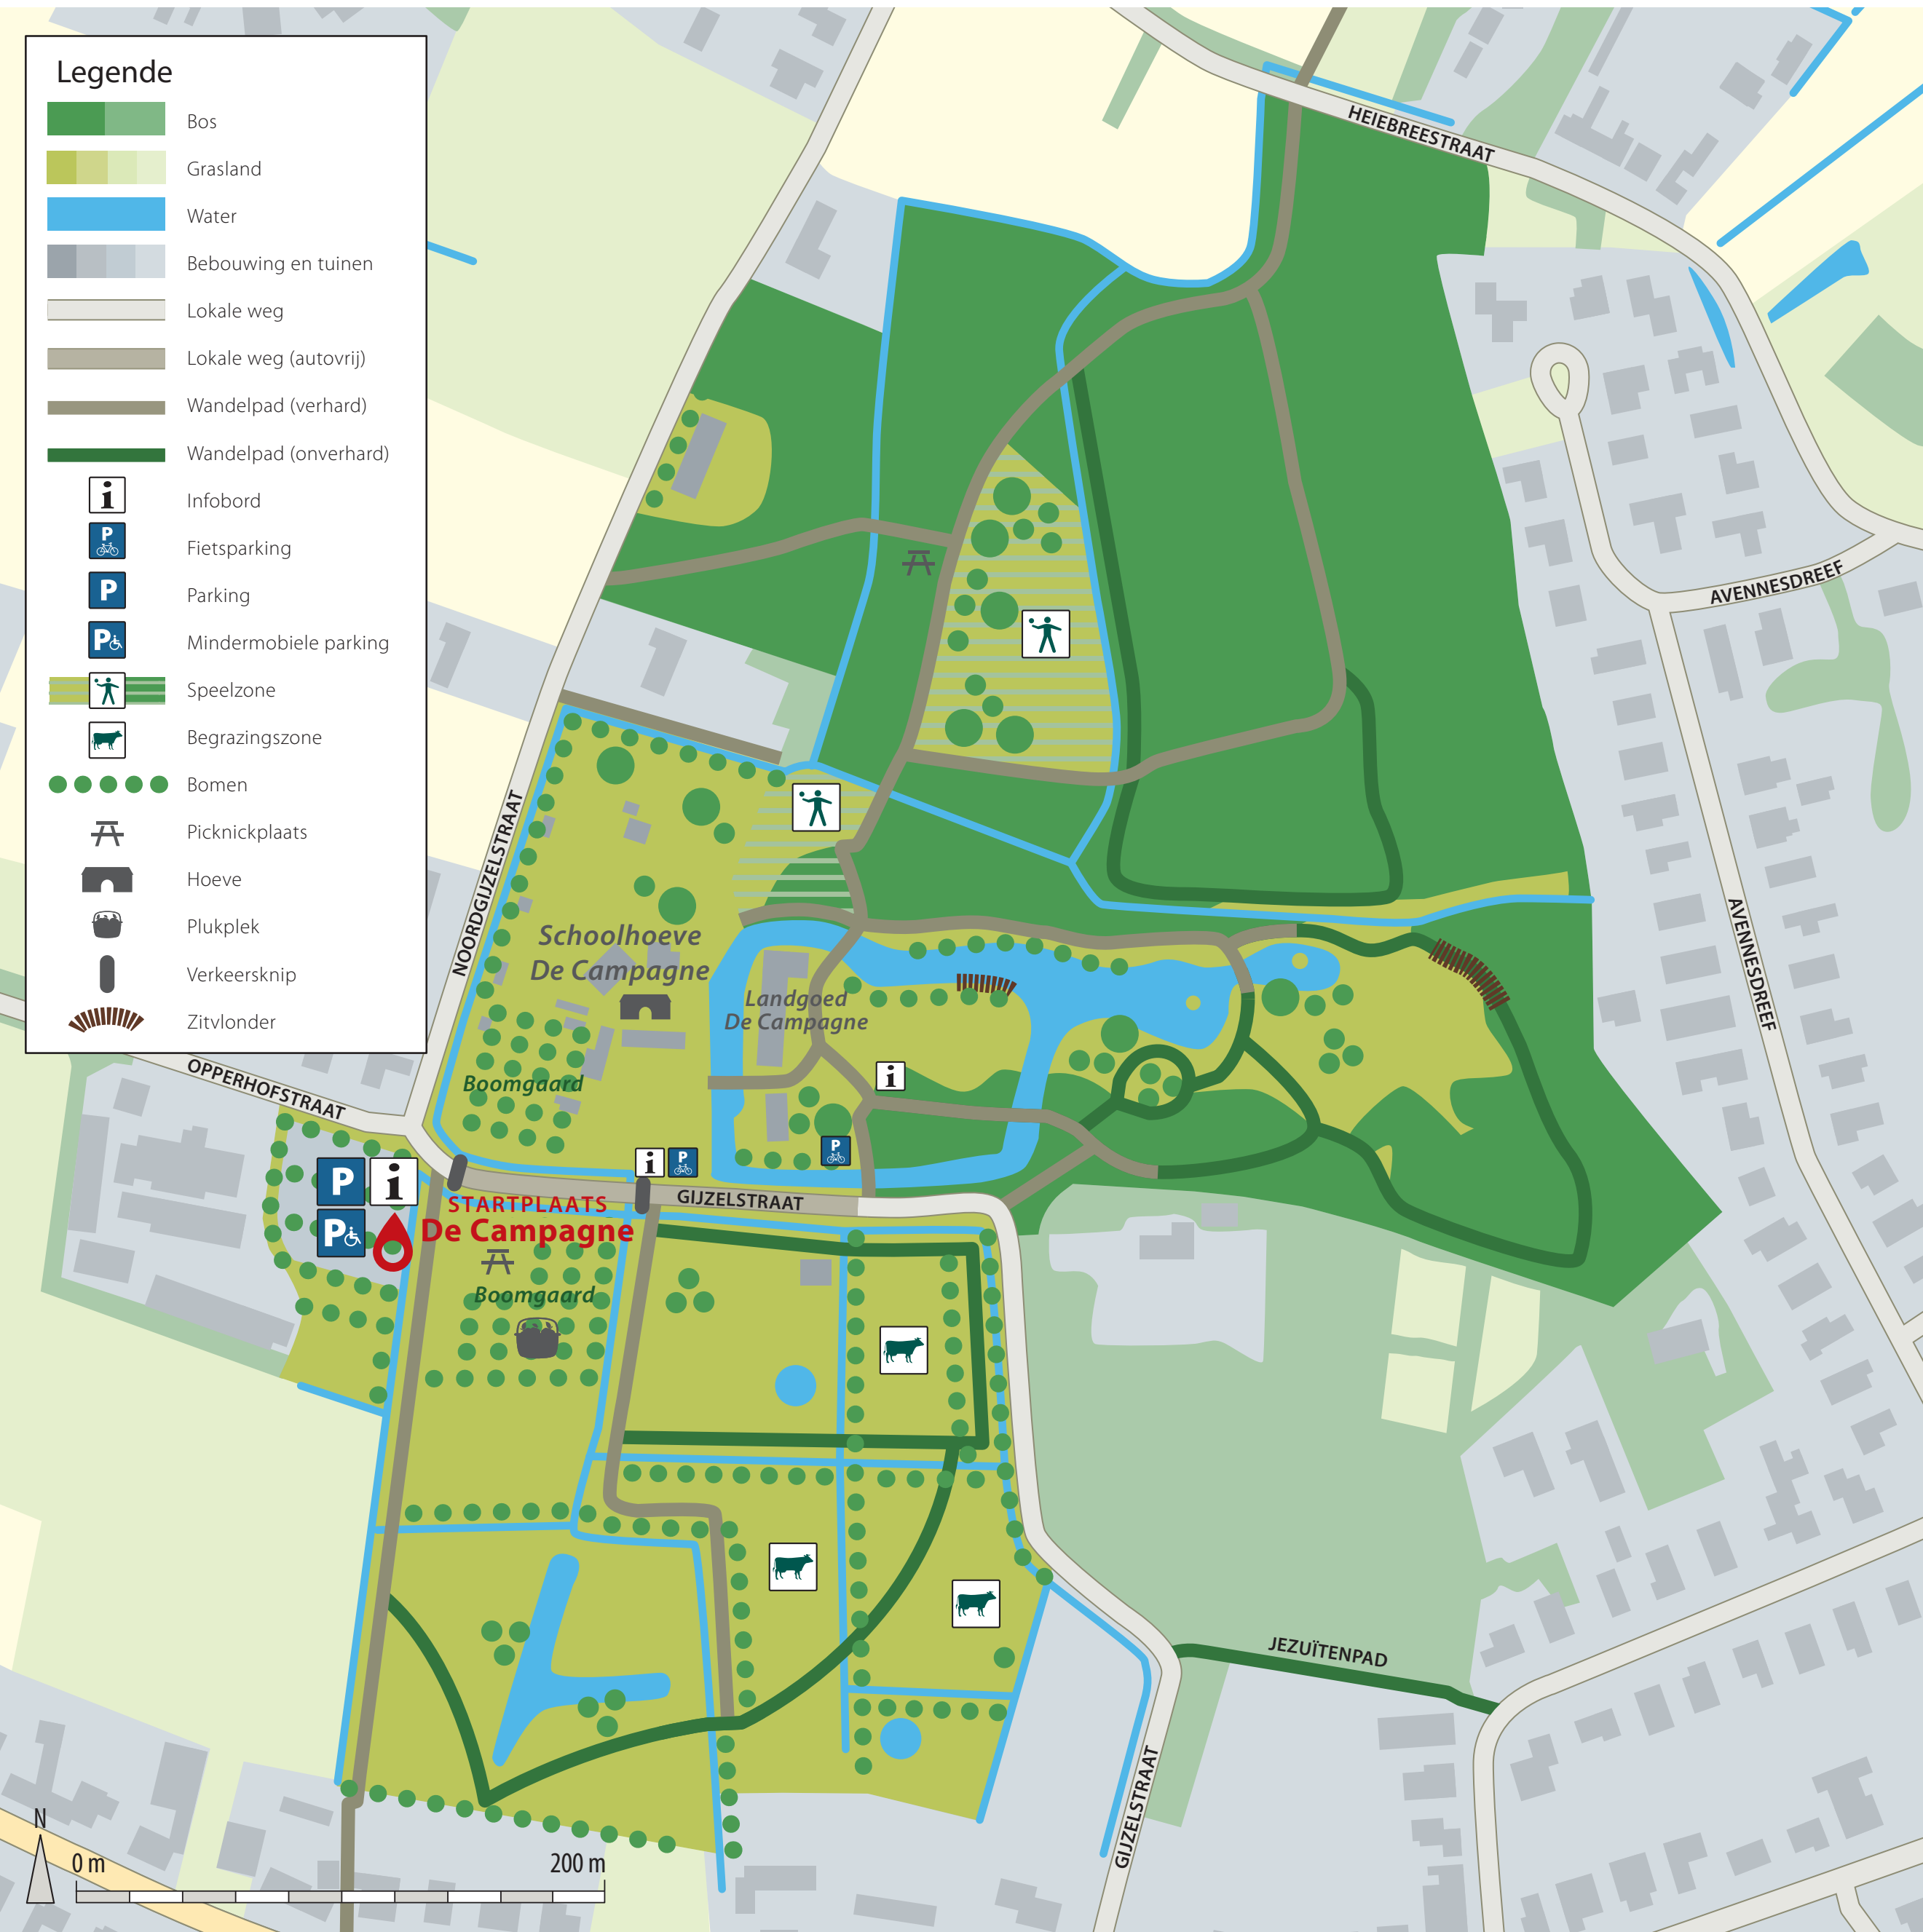 Legende
Bos
Grasland
Water
Bebouwing en tuinen
Lokale weg
Lokale weg (autovrij)
Wandelpad (verhard)
Wandelpad (onverhard)
i
Infobord
P
Fietsparking
P
Parking
P
Mindermobiele parking
Speelzone
Begrazingszone
Bomen
Picknickplaats
Hoeve
Plukplek
Verkeersknip
Zitvlonder
HEIEBREESTRAAT
AVENNESDREEF
AVENNESDREEF
NOORDGIJZELSTRAAT
Schoolhoeve
De Campagne
Landgoed
De Campagne
Boomgaard
i
OPPERHOFSTRAAT
P
i
i
P
P
P
STARTPLAATS
De Campagne
GIJZELSTRAAT
Boomgaard
JEZUÏTENPAD
GIJZELSTRAAT
N
0 m
200 m